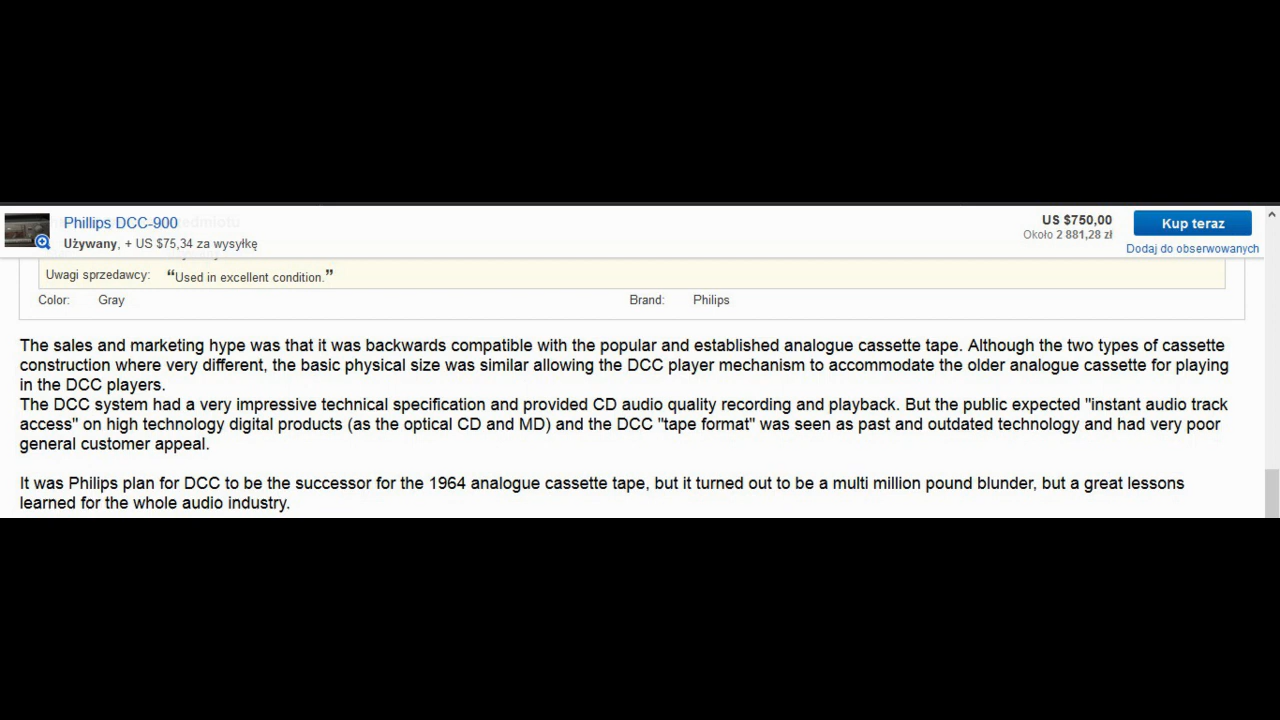 Phillips DCC-900
US $750,00
Kup teraz
Używany, + US $75,34 za wysyłkę
Około 2 881,28 zł
Dodaj do obserwowanych
Uwagi sprzedawcy: “Used in excellent condition.”
Color: Gray Brand: Philips
The sales and marketing hype was that it was backwards compatible with the popular and established analogue cassette tape. Although the two types of cassette
construction where very different, the basic physical size was similar allowing the DCC player mechanism to accommodate the older analogue cassette for playing
in the DCC players.
The DCC system had a very impressive technical specification and provided CD audio quality recording and playback. But the public expected "instant audio track
access" on high technology digital products (as the optical CD and MD) and the DCC "tape format" was seen as past and outdated technology and had very poor
general customer appeal.
It was Philips plan for DCC to be the successor for the 1964 analogue cassette tape, but it turned out to be a multi million pound blunder, but a great lessons
learned for the whole audio industry.